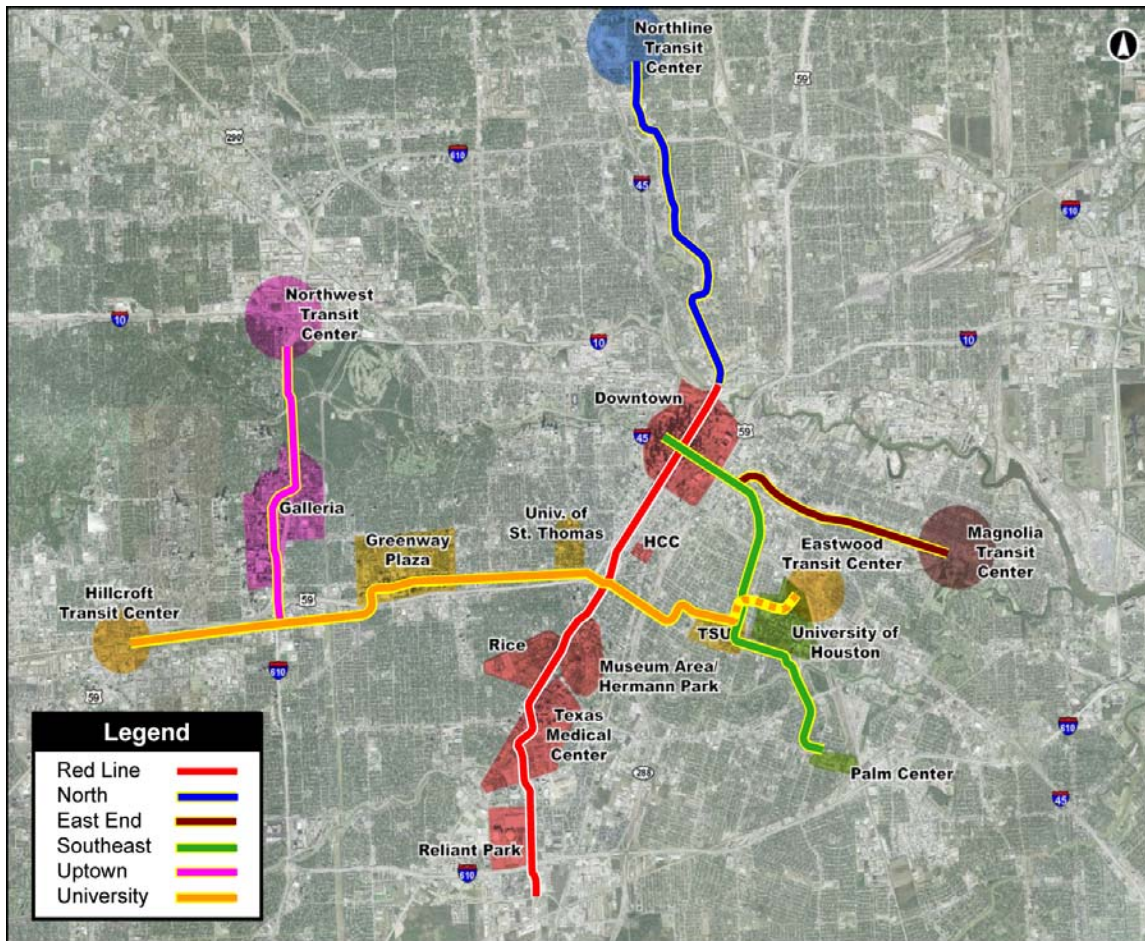 Northline
Transit
Center
59
290
610
45
610
Northwest
Transit
Center
10
10
10
Downtown
45
59
Galleria
Univ. of
St. Thomas
Greenway
Plaza
HCC
Eastwood
Transit Center
Magnolia
Transit
Center
Hillcroft
Transit Center
59
TSU
University of
Houston
Rice
Museum Area/
Hermann Park
610
59
Texas
Medical
Center
610
288
Palm Center
45
Reliant Park
610
Legend
Red Line
North
East End
Southeast
Uptown
University